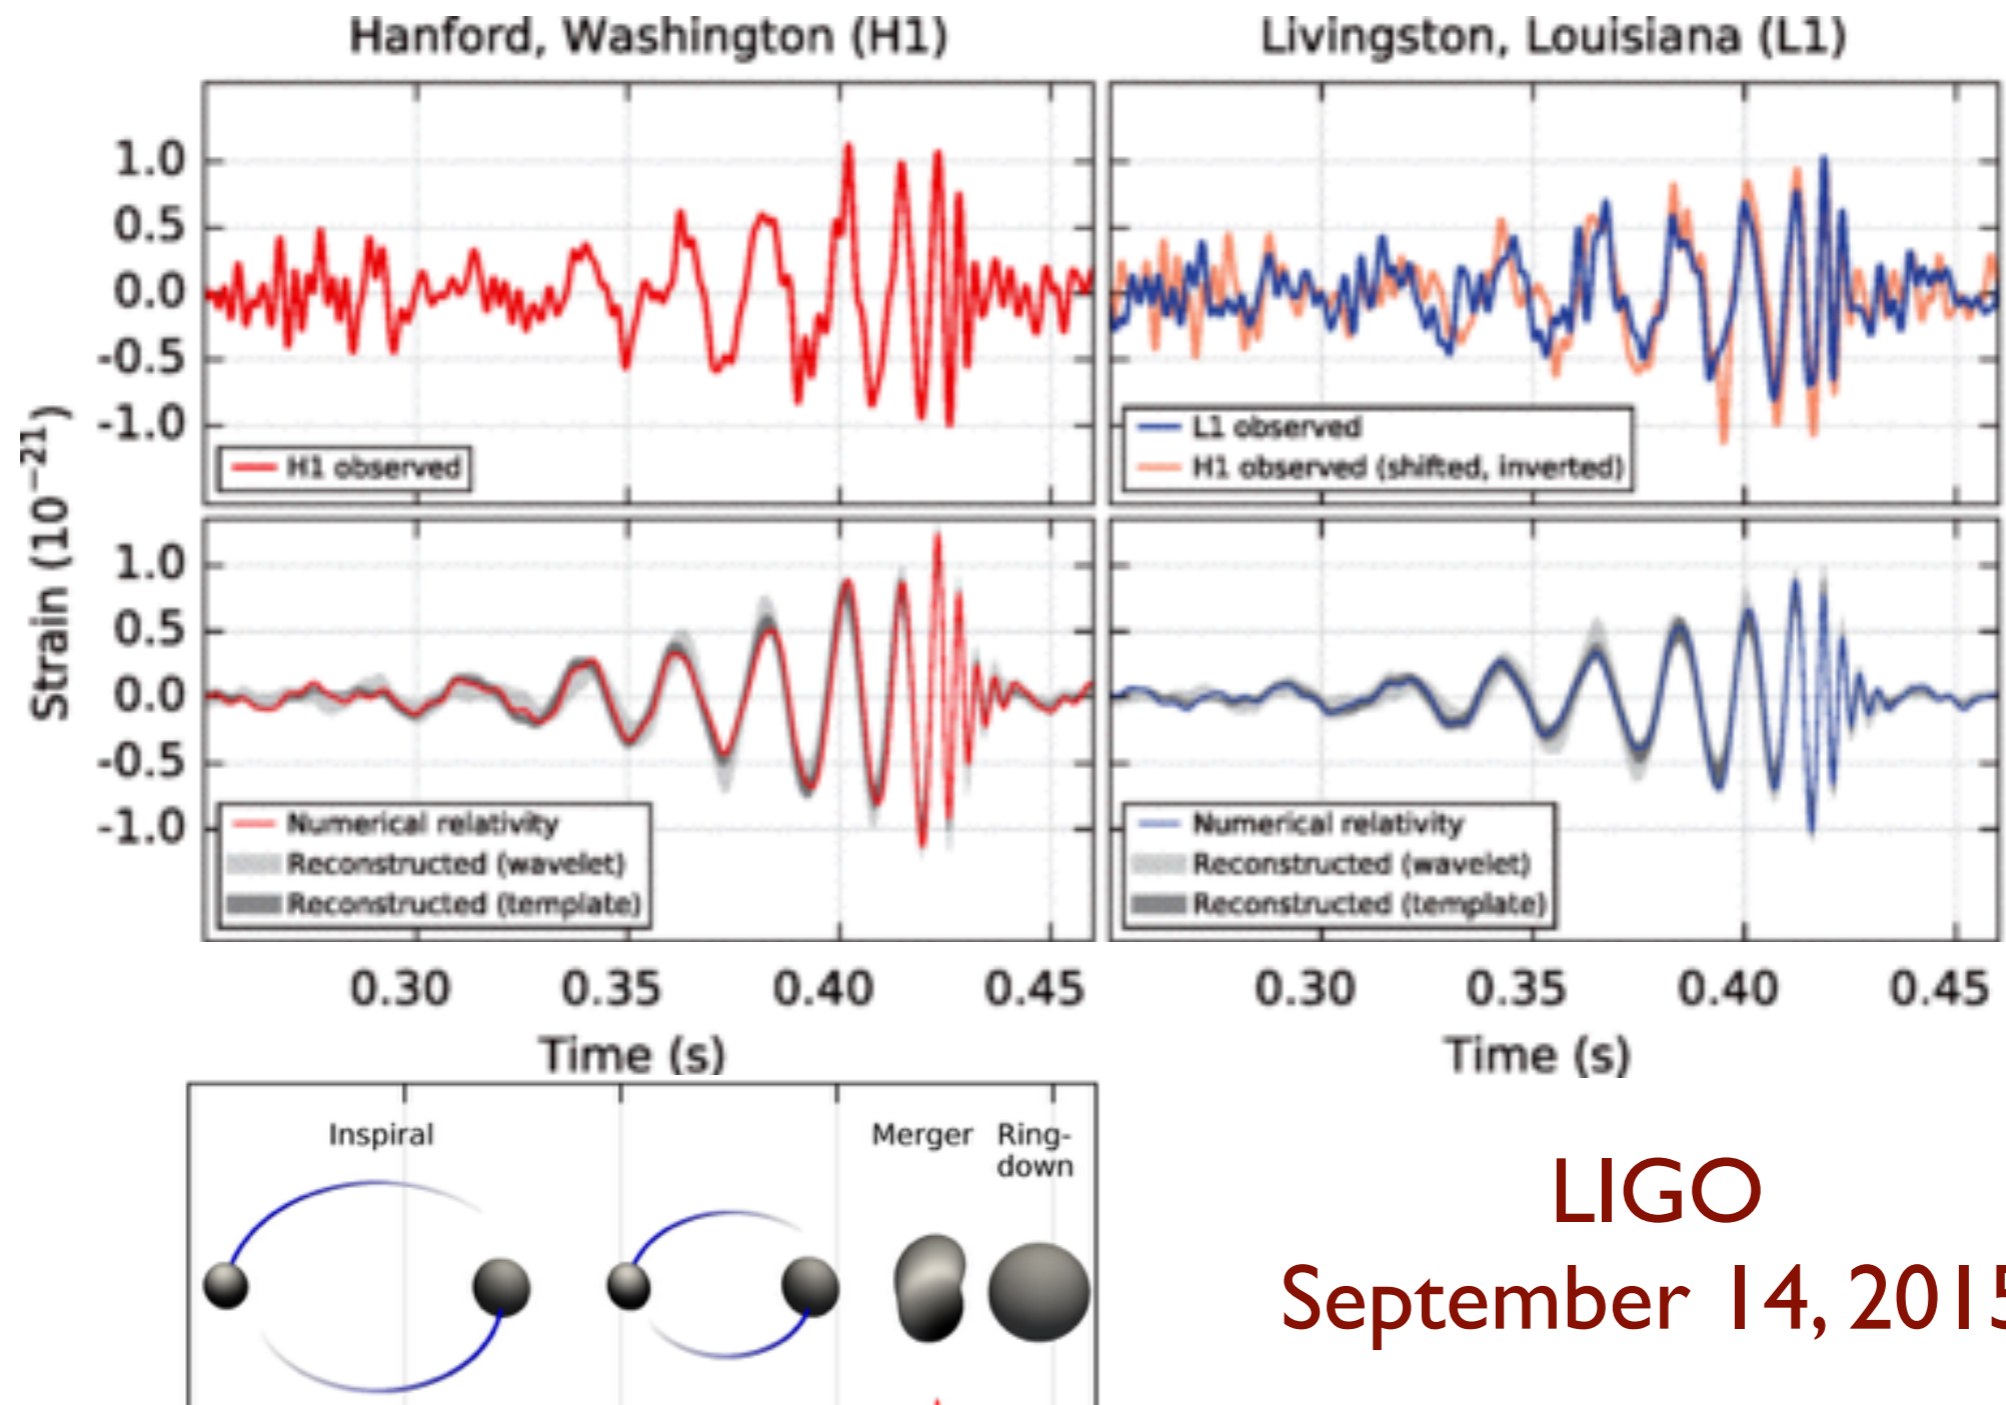 Hanford, Washington (H1)
Livingston, Louisiana (L1)
Strain (10⁻²¹)
1.0
0.5
0.0
-0.5
-1.0
H1 observed
L1 observed
H1 observed (shifted, inverted)
1.0
0.5
0.0
-0.5
-1.0
Numerical relativity
Reconstructed (wavelet)
Reconstructed (template)
Numerical relativity
Reconstructed (wavelet)
Reconstructed (template)
0.30 0.35 0.40 0.45
0.30 0.35 0.40 0.45
Time (s)
Time (s)
Inspiral
Merger
Ring-
down
LIGO
September 14, 2015